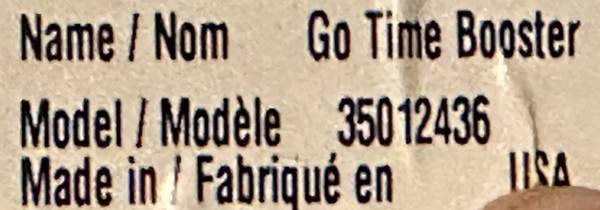 Name / Nom Go Time Booster
Model / Modèle 35012436
Made in / Fabriqué en USA